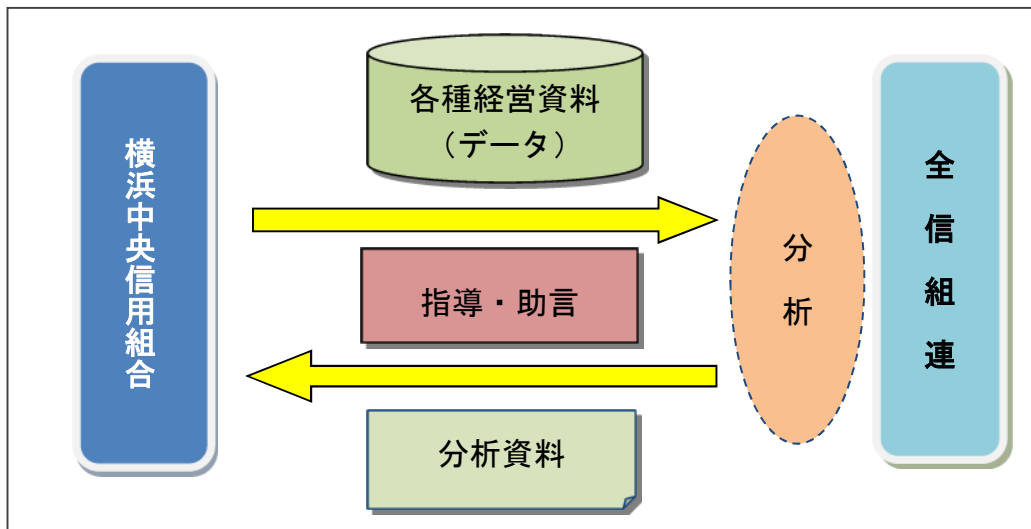 横浜中央信用組合
各種経営資料
（データ）
指導・助言
分析資料
分析
全信組連